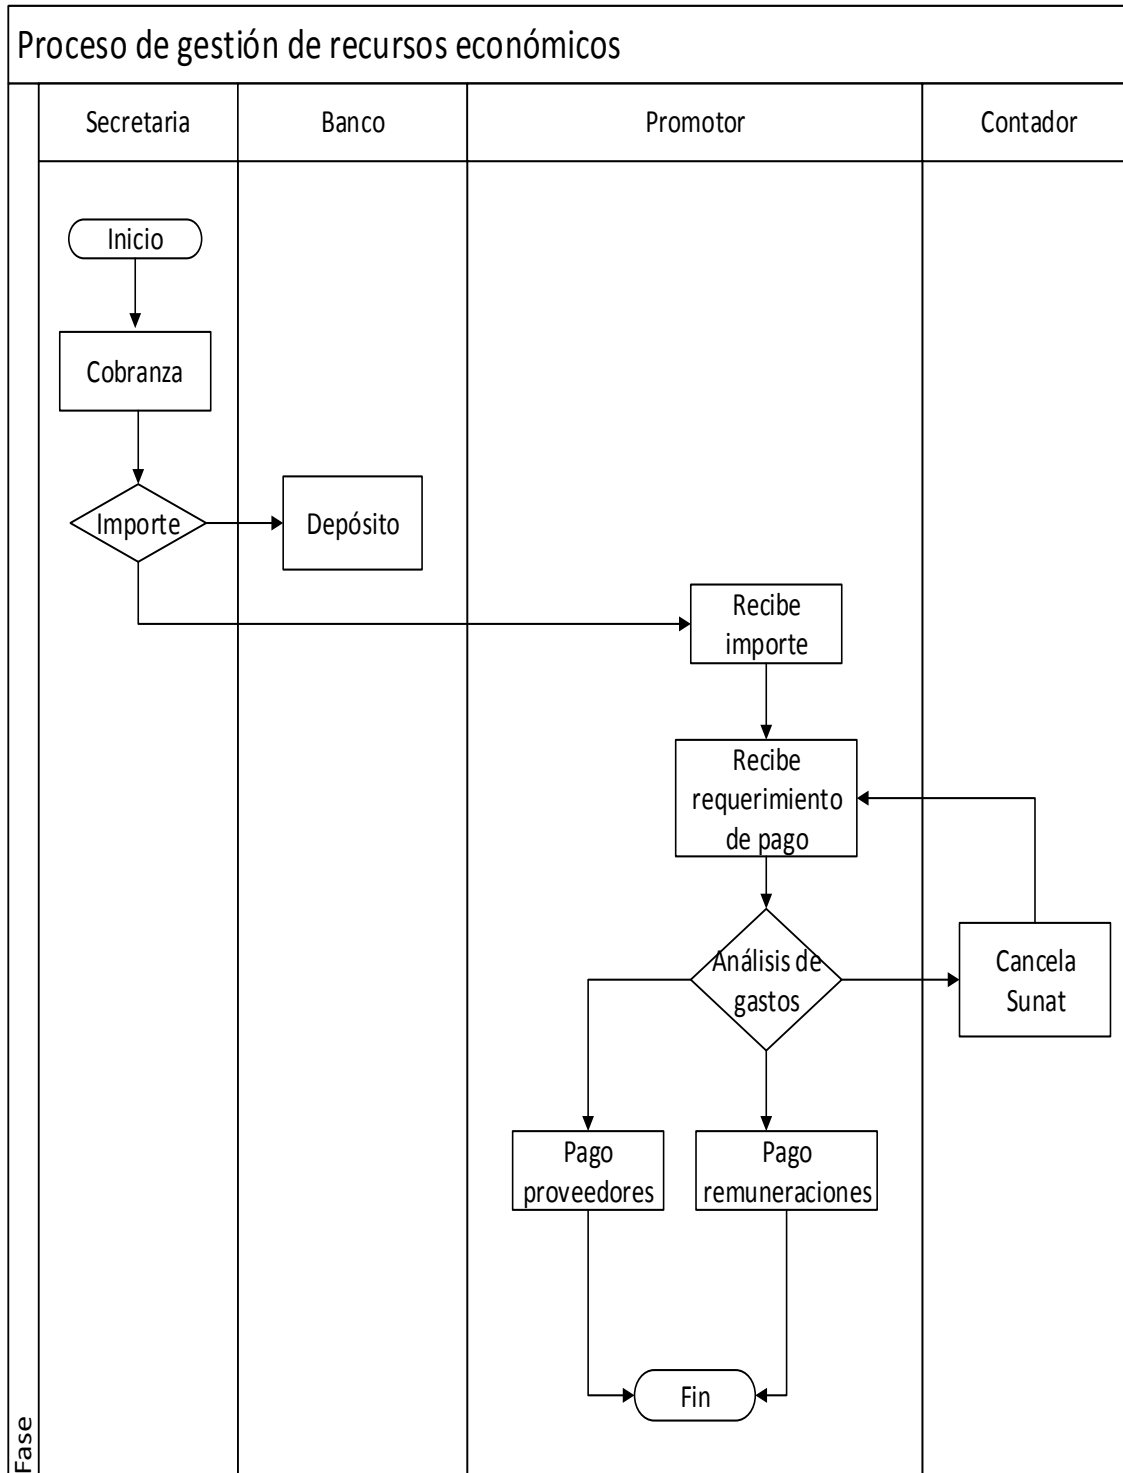 Proceso de gestión de recursos económicos
Secretaria
Banco
Promotor
Contador
Inicio
Cobranza
Importe
Depósito
Recibe
importe
Recibe
requerimiento
de pago
Análisis de
gastos
Cancela
Sunat
Pago
proveedores
Pago
remuneraciones
Fin
Fase